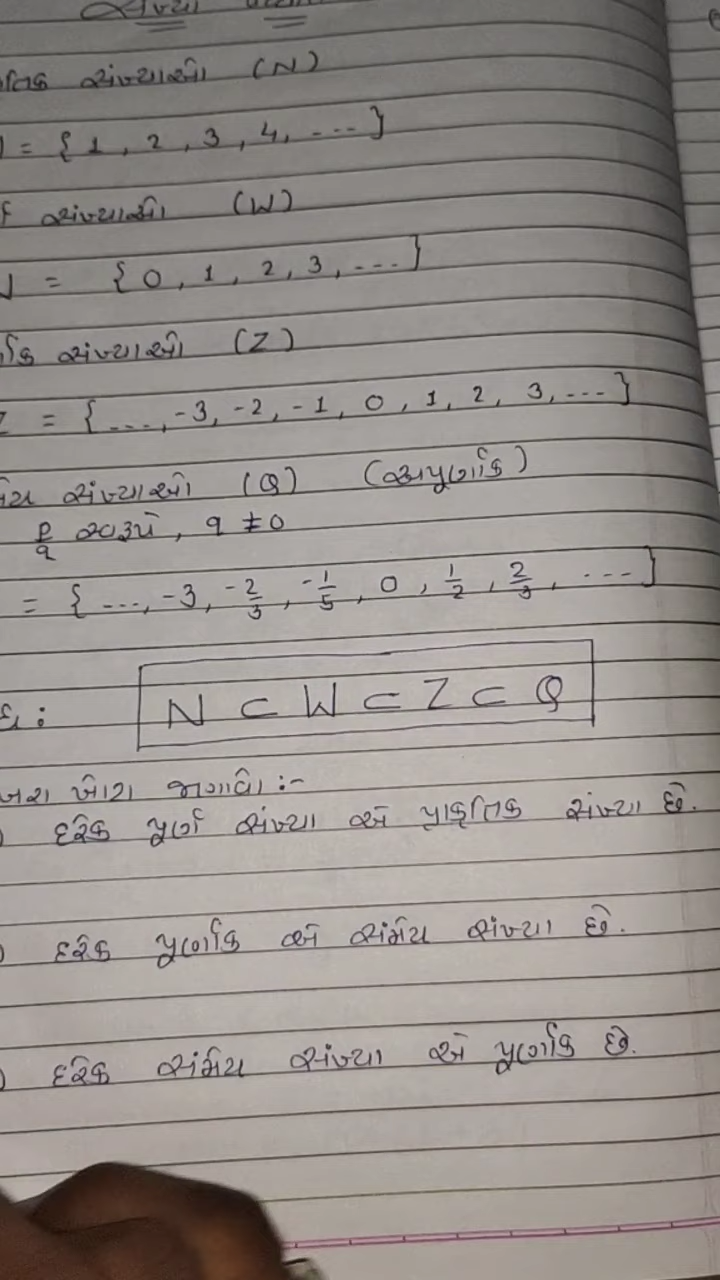 સંખ્યા
સંખ્યાઓ (N)
= {1, 2, 3, 4, ...}
સંખ્યાઓ (W)
= {0, 1, 2, 3, ...}
સંખ્યાઓ (Z)
= {..., -3, -2, -1, 0, 1, 2, 3, ...}
સંખ્યાઓ (Q) (અપુર્ણાંક)
p/q સ્વરૂપે, q ≠ 0
= {..., -3, -2/3, -1/5, 0, 1/2, 2/3, ...}
N ⊂ W ⊂ Z ⊂ Q
ખોટા જણાવો :-
દરેક પુર્ણ સંખ્યા એ પ્રાકૃતિક સંખ્યા છે.
દરેક પુર્ણાંક એ સંમેય સંખ્યા છે.
દરેક સંમેય સંખ્યા એ પુર્ણાંક છે.